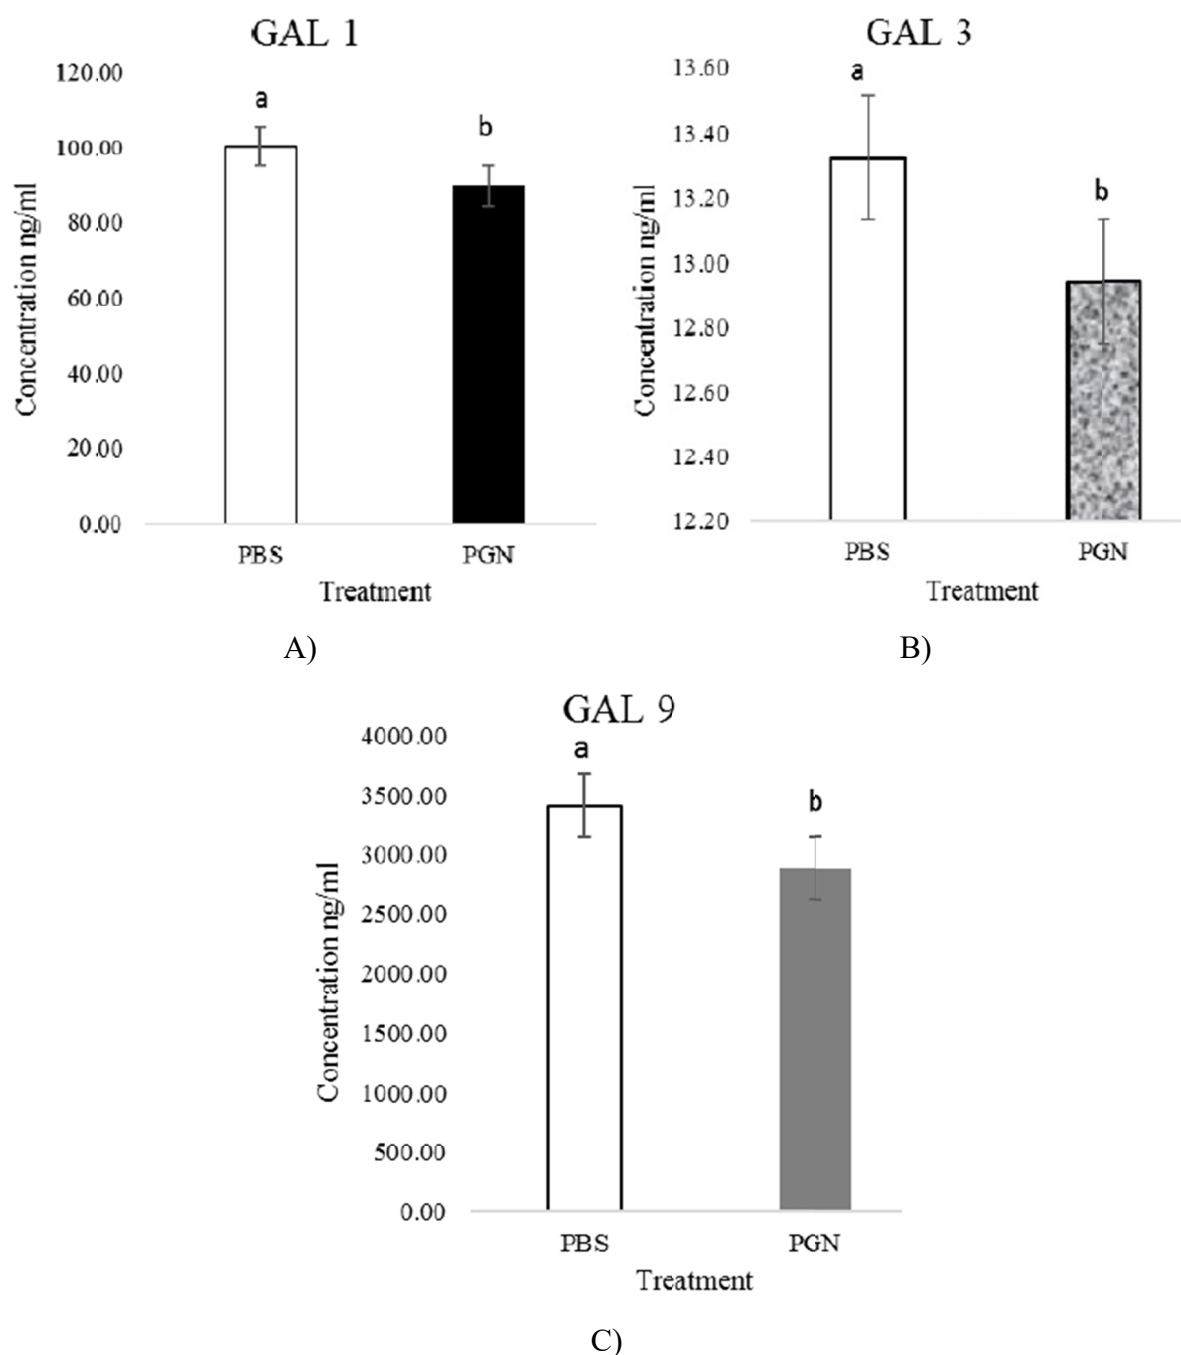 GAL 1
120.00
100.00
80.00
60.00
40.00
20.00
0.00
Concentration ng/ml
a
b
PBS PGN
Treatment
A)
GAL 3
13.60
13.40
13.20
13.00
12.80
12.60
12.40
12.20
Concentration ng/ml
a
b
PBS PGN
Treatment
B)
GAL 9
4000.00
3500.00
3000.00
2500.00
2000.00
1500.00
1000.00
500.00
0.00
Concentration ng/ml
a
b
PBS PGN
Treatment
C)